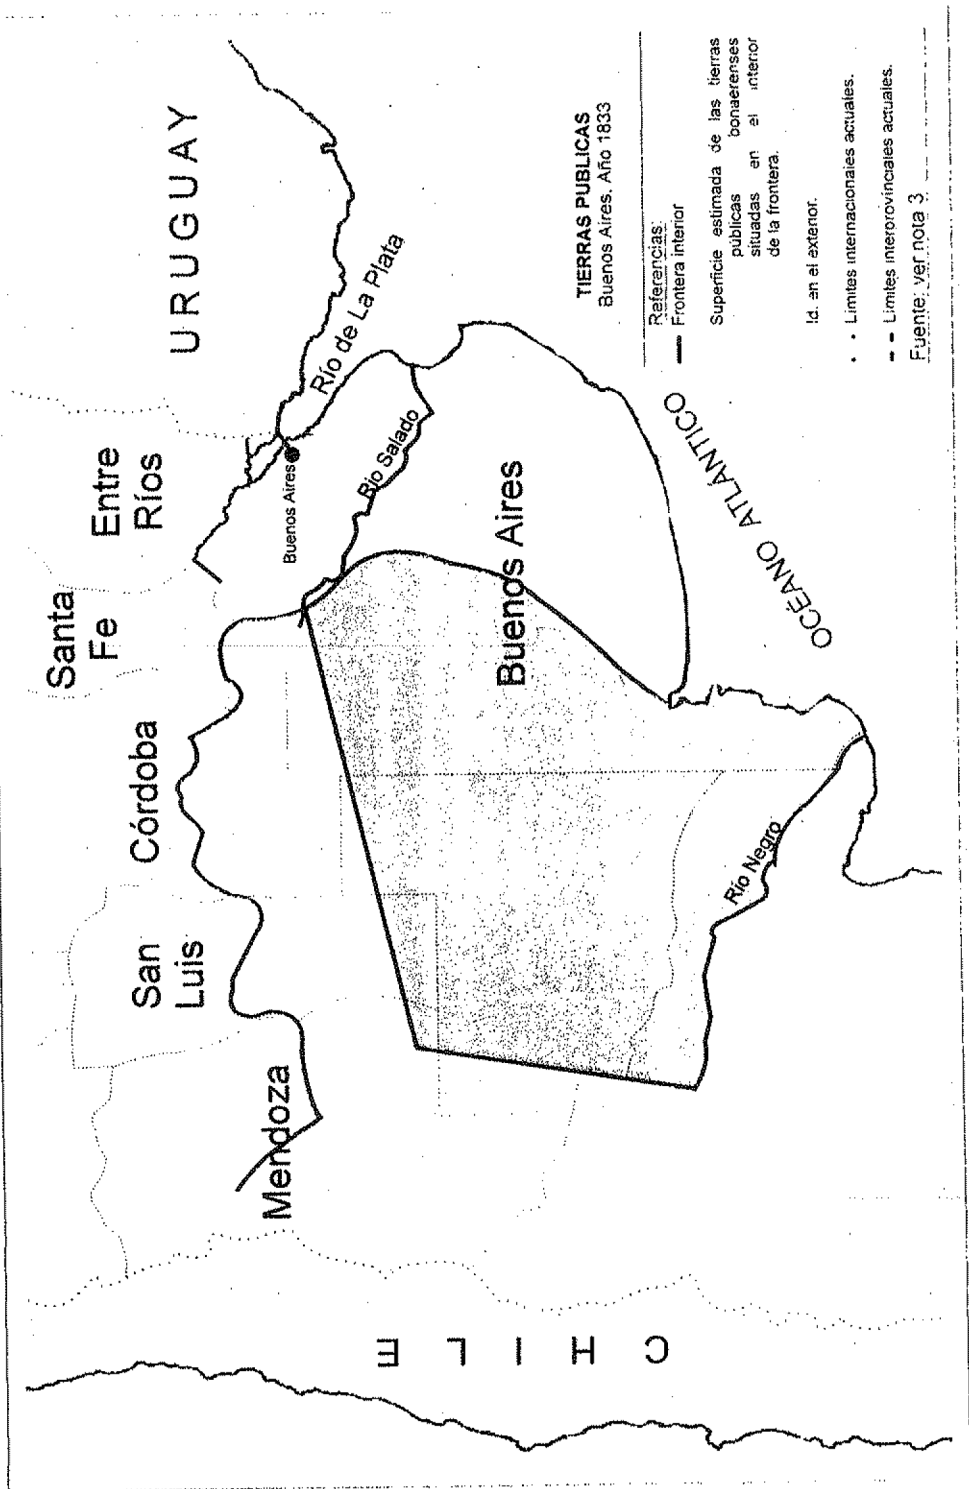 TIERRAS PUBLICAS
Buenos Aires. Año 1833
Referencias:
Frontera interior
Superficie estimada de las tierras
públicas bonaerenses
situadas en el interior
de la frontera.
Id. en el exterior.
Limites internacionales actuales.
Limites interprovinciales actuales.
Fuente: ver nota 3
URUGUAY
Entre
Ríos
Santa
Fe
Córdoba
San
Luis
Mendoza
CHILE
Buenos Aires
Río de La Plata
Rio Salado
Buenos Aires
OCÉANO ATLÁNTICO
Río Negro